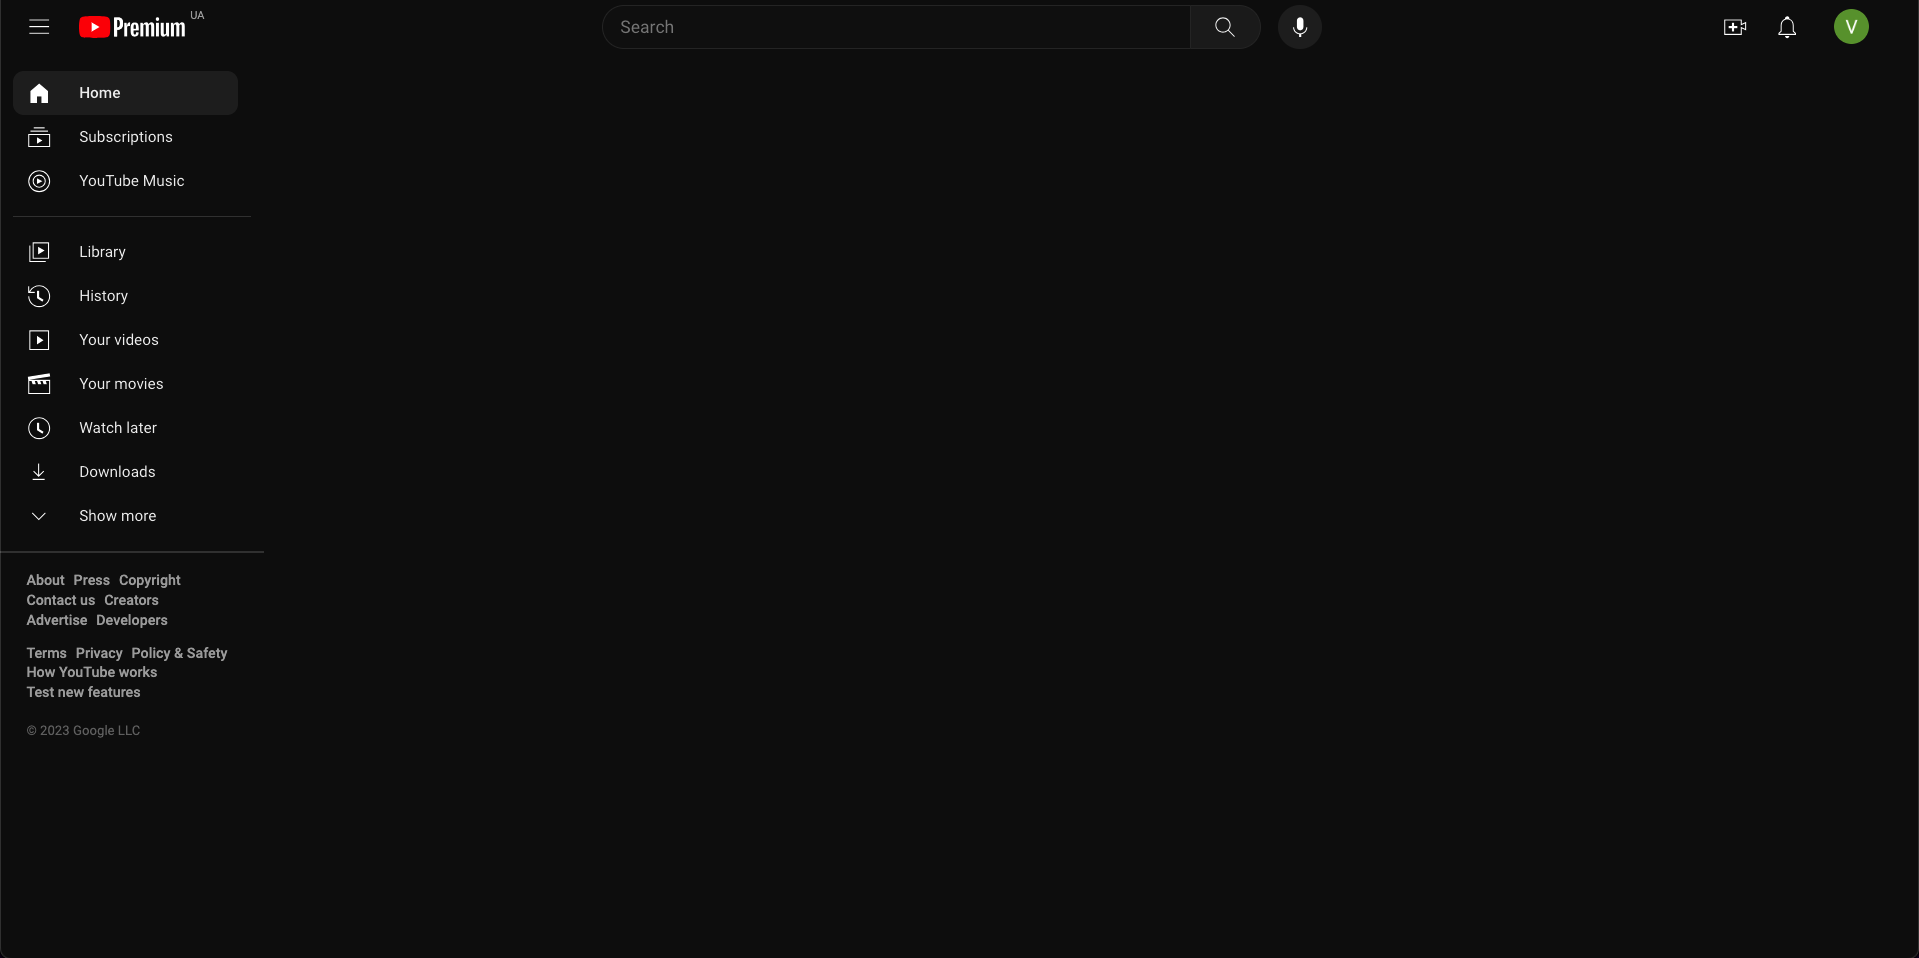 Premium UA
Search
V
Home
Subscriptions
YouTube Music
Library
History
Your videos
Your movies
Watch later
Downloads
Show more
About Press Copyright
Contact us Creators
Advertise Developers
Terms Privacy Policy & Safety
How YouTube works
Test new features
© 2023 Google LLC